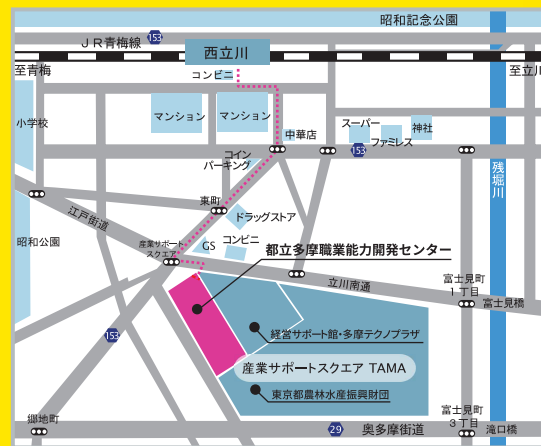 昭和記念公園
153
JR青梅線
西立川
至青梅
至立川
コンビニ
マンション
マンション
小学校
中華店
スーパー
神社
ファミレス
153
コイン
パーキング
残堀川
東町
ドラッグストア
江戸街道
昭和公園
産業サポート
スクエア
GS
コンビニ
都立多摩職業能力開発センター
立川南通
富士見町
1丁目
富士見橋
153
経営サポート館・多摩テクノプラザ
産業サポートスクエア TAMA
東京都農林水産振興財団
郷地町
29
奥多摩街道
富士見町
3丁目
滝口橋